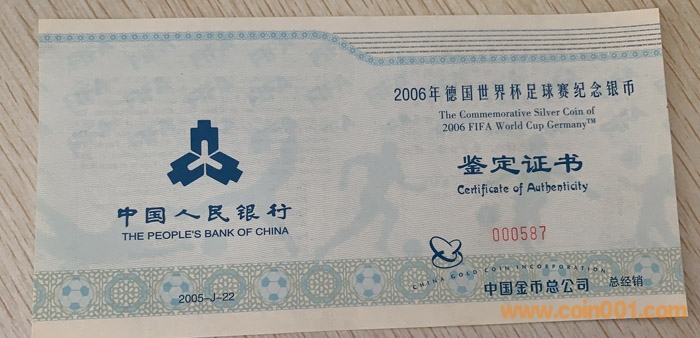 2006年德国世界杯足球赛纪念银币
The Commemorative Silver Coin of
2006 FIFA World Cup Germany™
鉴定证书
Certificate of Authenticity
000587
中国人民银行
THE PEOPLE'S BANK OF CHINA
2005-J-22
CHINA GOLD COIN INCORPORATION
中国金币总公司 总经销
www.coin001.com